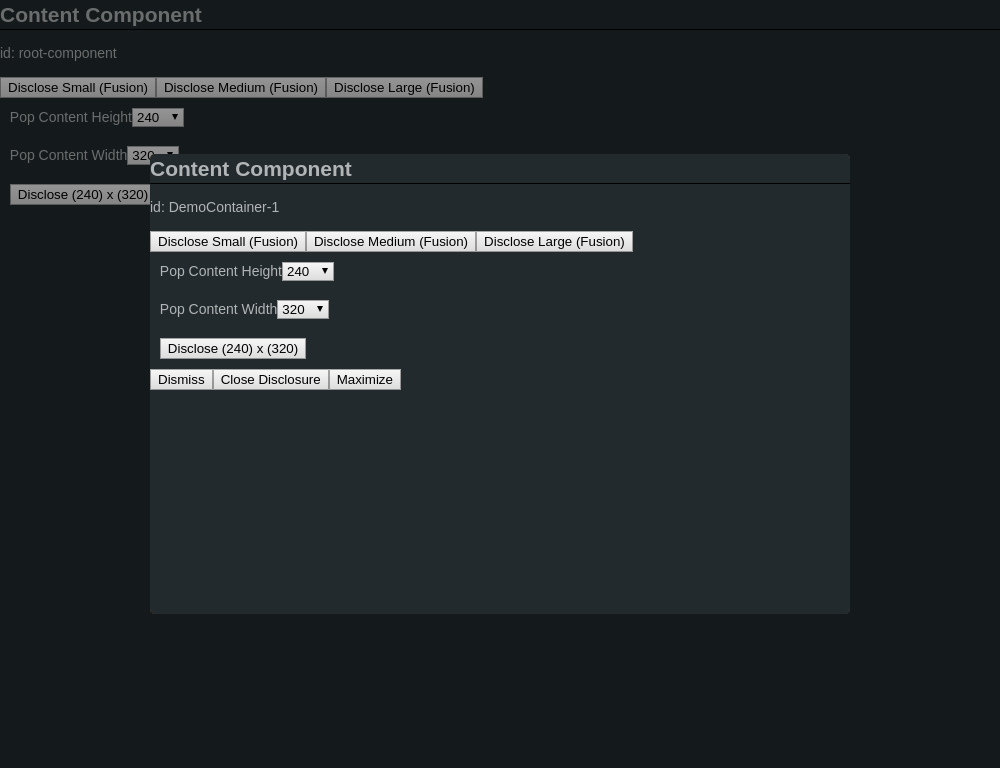 Content Component
id: root-component
Disclose Small (Fusion) Disclose Medium (Fusion) Disclose Large (Fusion)
Pop Content Height 240
Pop Content Width 320
Disclose (240) x (320)
Content Component
id: DemoContainer-1
Disclose Small (Fusion) Disclose Medium (Fusion) Disclose Large (Fusion)
Pop Content Height 240
Pop Content Width 320
Disclose (240) x (320)
Dismiss Close Disclosure Maximize